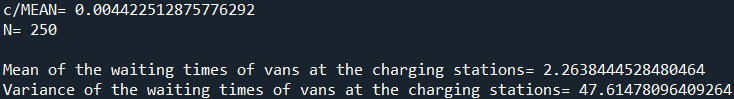 c/MEAN= 0.004422512875776292
N= 250
Mean of the waiting times of vans at the charging stations= 2.2638444528480464
Variance of the waiting times of vans at the charging stations= 47.61478096409264